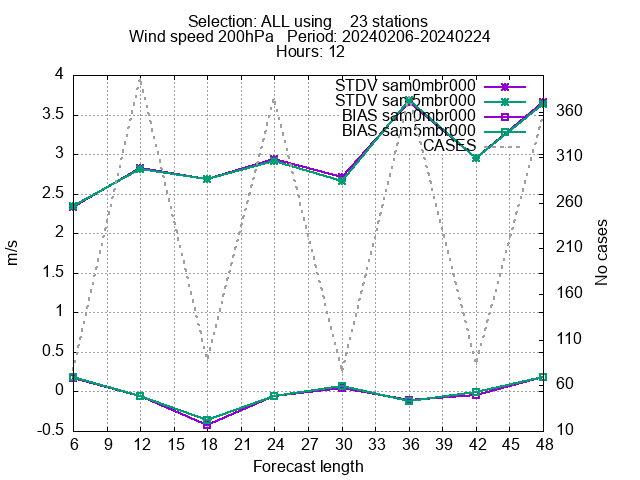 Selection: ALL using    23 stations
Wind speed 200hPa   Period: 20240206-20240224
Hours: 12
STDV sam0mbr000
STDV sam5mbr000
BIAS sam0mbr000
BIAS sam5mbr000
CASES
4
3.5
3
2.5
2
1.5
1
0.5
0
-0.5
m/s
360
310
260
210
160
110
60
10
No cases
6 9 12 15 18 21 24 27 30 33 36 39 42 45 48
Forecast length